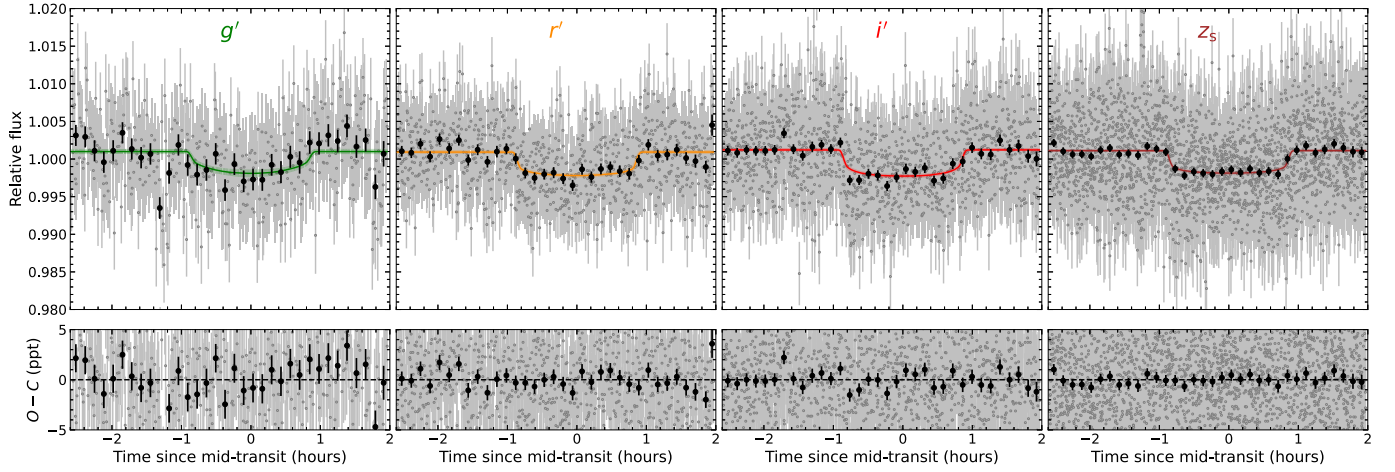 g′ r′ i′ z_s
Relative flux
1.020
1.015
1.010
1.005
1.000
0.995
0.990
0.985
0.980
O − C (ppt)
5
0
−5
−2 −1 0 1 2 −2 −1 0 1 2 −2 −1 0 1 2 −2 −1 0 1 2
Time since mid-transit (hours) Time since mid-transit (hours) Time since mid-transit (hours) Time since mid-transit (hours)